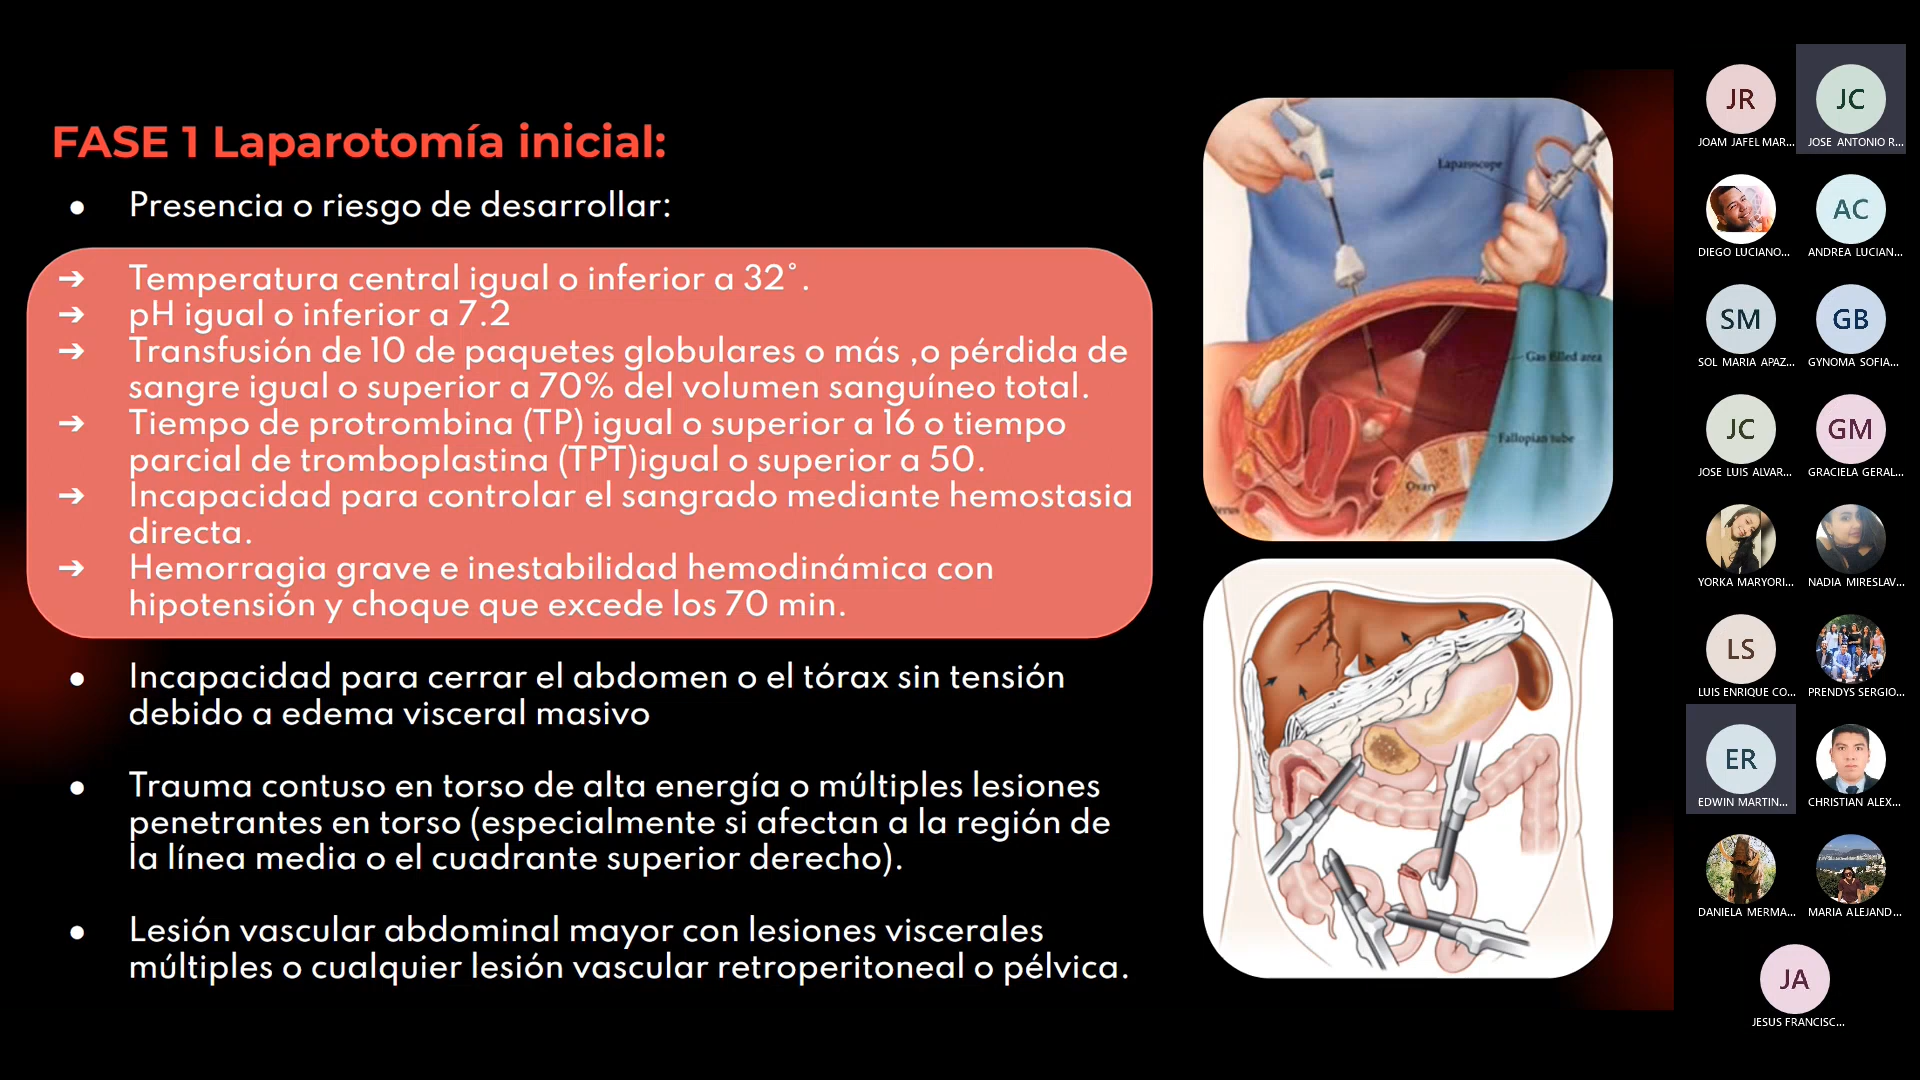 FASE 1 Laparotomía inicial:
● Presencia o riesgo de desarrollar:
➔ Temperatura central igual o inferior a 32°.
➔ pH igual o inferior a 7.2
➔ Transfusión de 10 de paquetes globulares o más ,o pérdida de
sangre igual o superior a 70% del volumen sanguíneo total.
➔ Tiempo de protrombina (TP) igual o superior a 16 o tiempo
parcial de tromboplastina (TPT)igual o superior a 50.
➔ Incapacidad para controlar el sangrado mediante hemostasia
directa.
➔ Hemorragia grave e inestabilidad hemodinámica con
hipotensión y choque que excede los 70 min.
● Incapacidad para cerrar el abdomen o el tórax sin tensión
debido a edema visceral masivo
● Trauma contuso en torso de alta energía o múltiples lesiones
penetrantes en torso (especialmente si afectan a la región de
la línea media o el cuadrante superior derecho).
● Lesión vascular abdominal mayor con lesiones viscerales
múltiples o cualquier lesión vascular retroperitoneal o pélvica.
Laparoscope
Gas filled area
Fallopian tube
Ovary
terus
JR
JOAM JAFEL MAR...
JC
JOSE ANTONIO R...
DIEGO LUCIANO...
AC
ANDREA LUCIAN...
SM
SOL MARIA APAZ...
GB
GYNOMA SOFIA...
JC
JOSE LUIS ALVAR...
GM
GRACIELA GERAL...
YORKA MARYORI...
NADIA MIRESLAV...
LS
LUIS ENRIQUE CO...
PRENDYS SERGIO...
ER
EDWIN MARTIN...
CHRISTIAN ALEX...
DANIELA MERMA...
MARIA ALEJAND...
JA
JESUS FRANCISC...